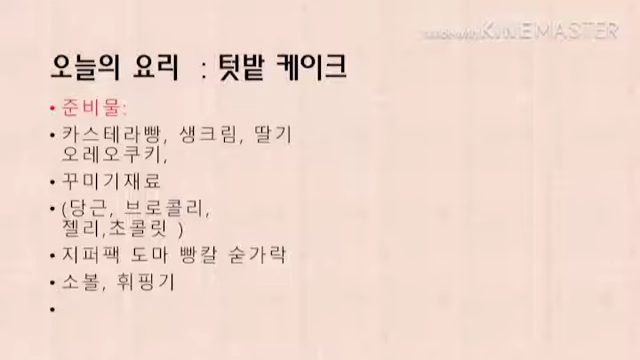 Made with KINEMASTER
오늘의 요리 : 텃밭 케이크
• 준비물:
• 카스테라빵, 생크림, 딸기
오레오쿠키,
• 꾸미기재료
• (당근, 브로콜리,
젤리,초콜릿 )
• 지퍼팩 도마 빵칼 숟가락
• 소볼, 휘핑기
•